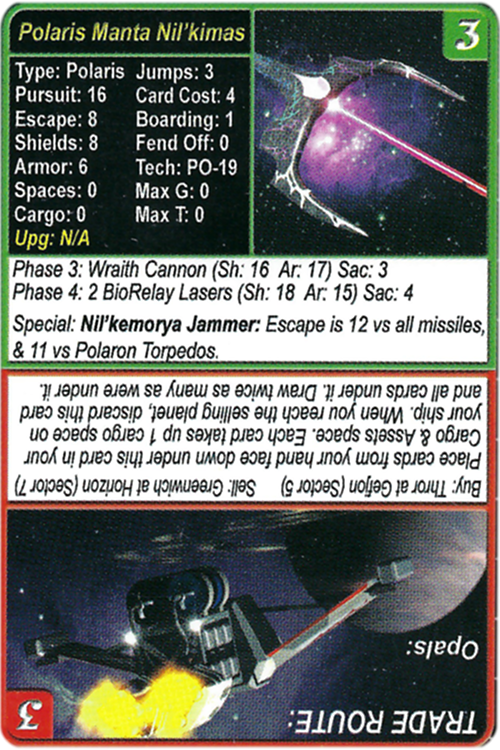 Polaris Manta Nil'kimas
3
Type: Polaris Jumps: 3
Pursuit: 16 Card Cost: 4
Escape: 8 Boarding: 1
Shields: 8 Fend Off: 0
Armor: 6 Tech: PO-19
Spaces: 0 Max G: 0
Cargo: 0 Max T: 0
Upg: N/A
Phase 3: Wraith Cannon (Sh: 16 Ar: 17) Sac: 3
Phase 4: 2 BioRelay Lasers (Sh: 18 Ar: 15) Sac: 4
Special: Nil'kemorya Jammer: Escape is 12 vs all missiles,
& 11 vs Polaron Torpedos.
TRADE ROUTE:
3
Opals:
Buy: Thror at Gefjon (Sector 5) Sell: Greenwich at Horizon (Sector 7)
Place cards from your hand face down under this card in your
Cargo & Assets space. Each card takes up 1 cargo space on
your ship. When you reach the selling planet, discard this card
and all cards under it. Draw twice as many as were under it.